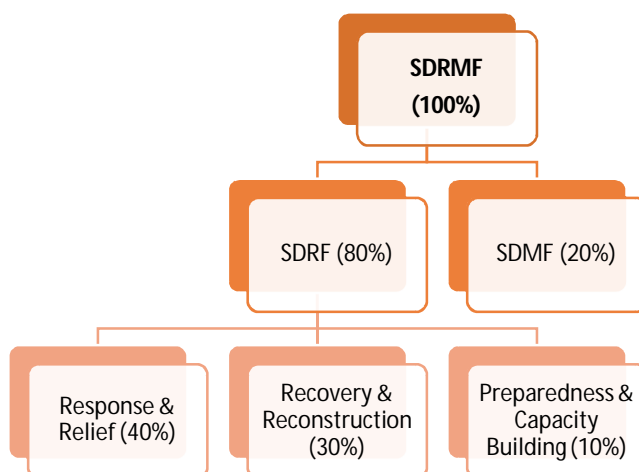 SDRMF
(100%)
SDRF (80%)
SDMF (20%)
Response &
Relief (40%)
Recovery &
Reconstruction
(30%)
Preparedness &
Capacity
Building (10%)